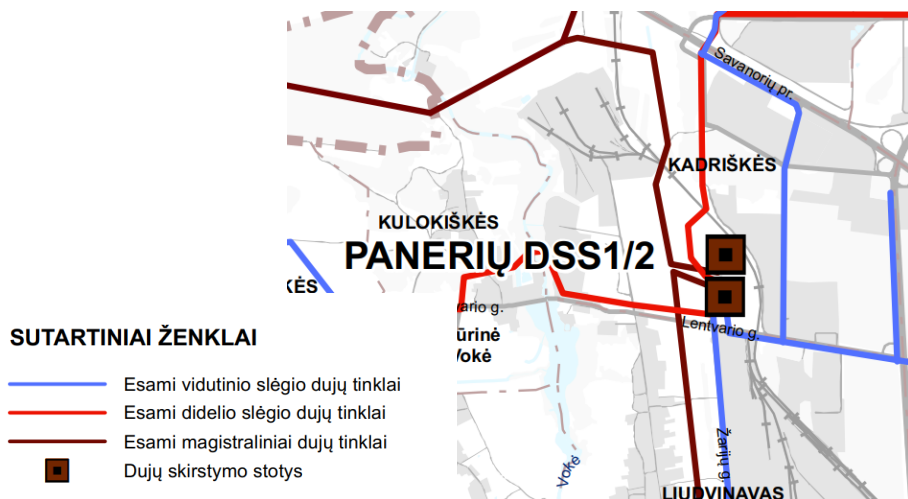 Savanorių pr.
KADRIŠKĖS
KULOKIŠKĖS
PANERIŲ DSS1/2
KĖS
vario g.
Lentvario g.
ūrinė
Vokė
SUTARTINIAI ŽENKLAI
Esami vidutinio slėgio dujų tinklai
Esami didelio slėgio dujų tinklai
Esami magistraliniai dujų tinklai
Dujų skirstymo stotys
Vokė
Žarijų g.
LIUDVINAVAS